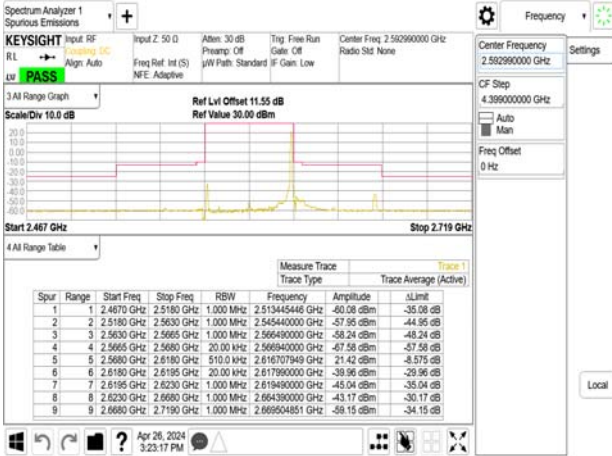 Spectrum Analyzer 1
Spurious Emissions
+
Frequency
KEYSIGHT
RL
PASS
Input: RF
Coupling: DC
Align: Auto
Input Z: 50 Ω
Freq Ref: Int (S)
NFE: Adaptive
Atten: 30 dB
Preamp: Off
µW Path: Standard
Trig: Free Run
Gate: Off
IF Gain: Low
Center Freq: 2.592990000 GHz
Radio Std: None
Center Frequency
2.592990000 GHz
Settings
CF Step
4.399000000 GHz
Auto
Man
Freq Offset
0 Hz
Local
3 All Range Graph
Scale/Div 10.0 dB
Ref Lvl Offset 11.55 dB
Ref Value 30.00 dBm
20.0
10.0
0.00
-10.0
-20.0
-30.0
-40.0
-50.0
-60.0
Start 2.467 GHz
Stop 2.719 GHz
4 All Range Table
Measure Trace Trace 1
Trace Type Trace Average (Active)
Spur Range Start Freq Stop Freq RBW Frequency Amplitude ΔLimit
1 1 2.4670 GHz 2.5180 GHz 1.000 MHz 2.513445446 GHz -60.08 dBm -35.08 dB
2 2 2.5180 GHz 2.5630 GHz 1.000 MHz 2.545440000 GHz -57.95 dBm -44.95 dB
3 3 2.5630 GHz 2.5665 GHz 1.000 MHz 2.566490000 GHz -58.24 dBm -48.24 dB
4 4 2.5665 GHz 2.5680 GHz 20.00 kHz 2.566940000 GHz -67.58 dBm -57.58 dB
5 5 2.5680 GHz 2.6180 GHz 510.0 kHz 2.616707949 GHz 21.42 dBm -8.575 dB
6 6 2.6180 GHz 2.6195 GHz 20.00 kHz 2.617990000 GHz -39.96 dBm -29.96 dB
7 7 2.6195 GHz 2.6230 GHz 1.000 MHz 2.619490000 GHz -45.04 dBm -35.04 dB
8 8 2.6230 GHz 2.6680 GHz 1.000 MHz 2.664390000 GHz -43.17 dBm -30.17 dB
9 9 2.6680 GHz 2.7190 GHz 1.000 MHz 2.669504851 GHz -59.15 dBm -34.15 dB
?
Apr 26, 2024
3:23:17 PM